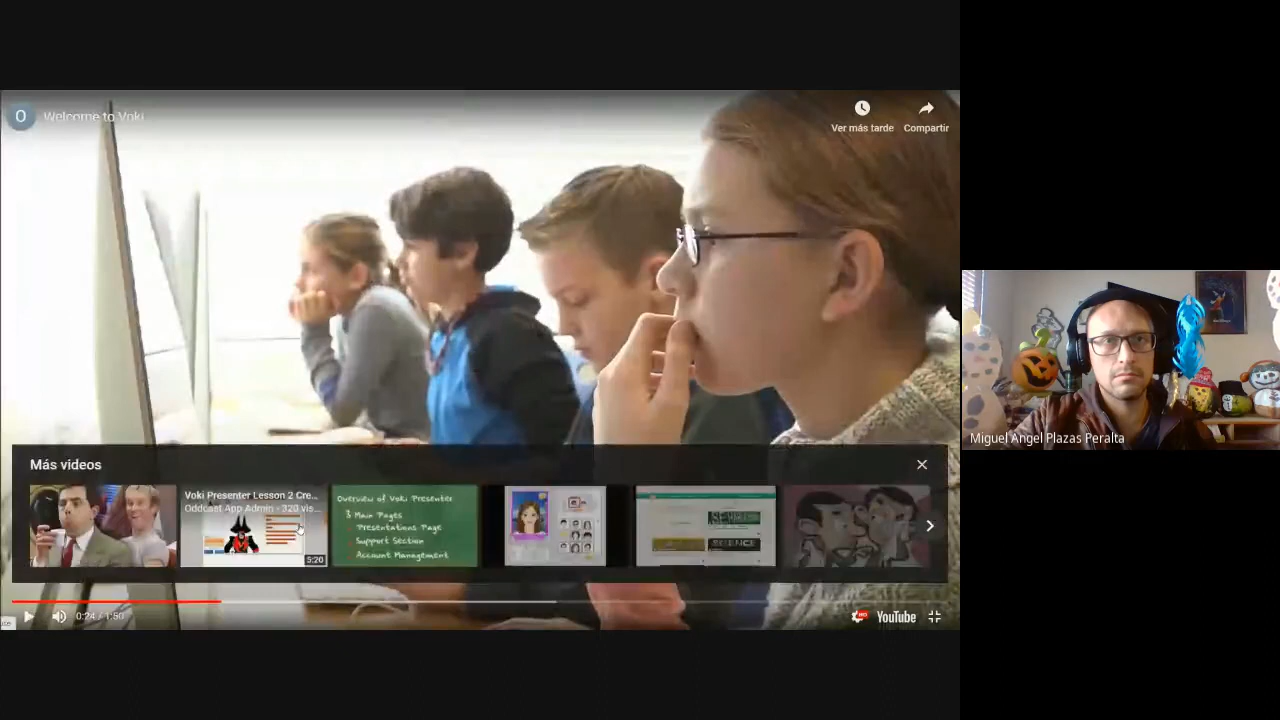 O
Welcome to Voki
Ver más tarde
Compartir
Más videos
Voki Presenter Lesson 2 Cre...
Oddcast App Admin · 320 vis...
5:20
Overview of Voki Presenter
3 Main Pages
Presentations Page
Support Section
Account Management
SCIENCE
0:24 / 1:50
YouTube
Miguel Angel Plazas Peralta